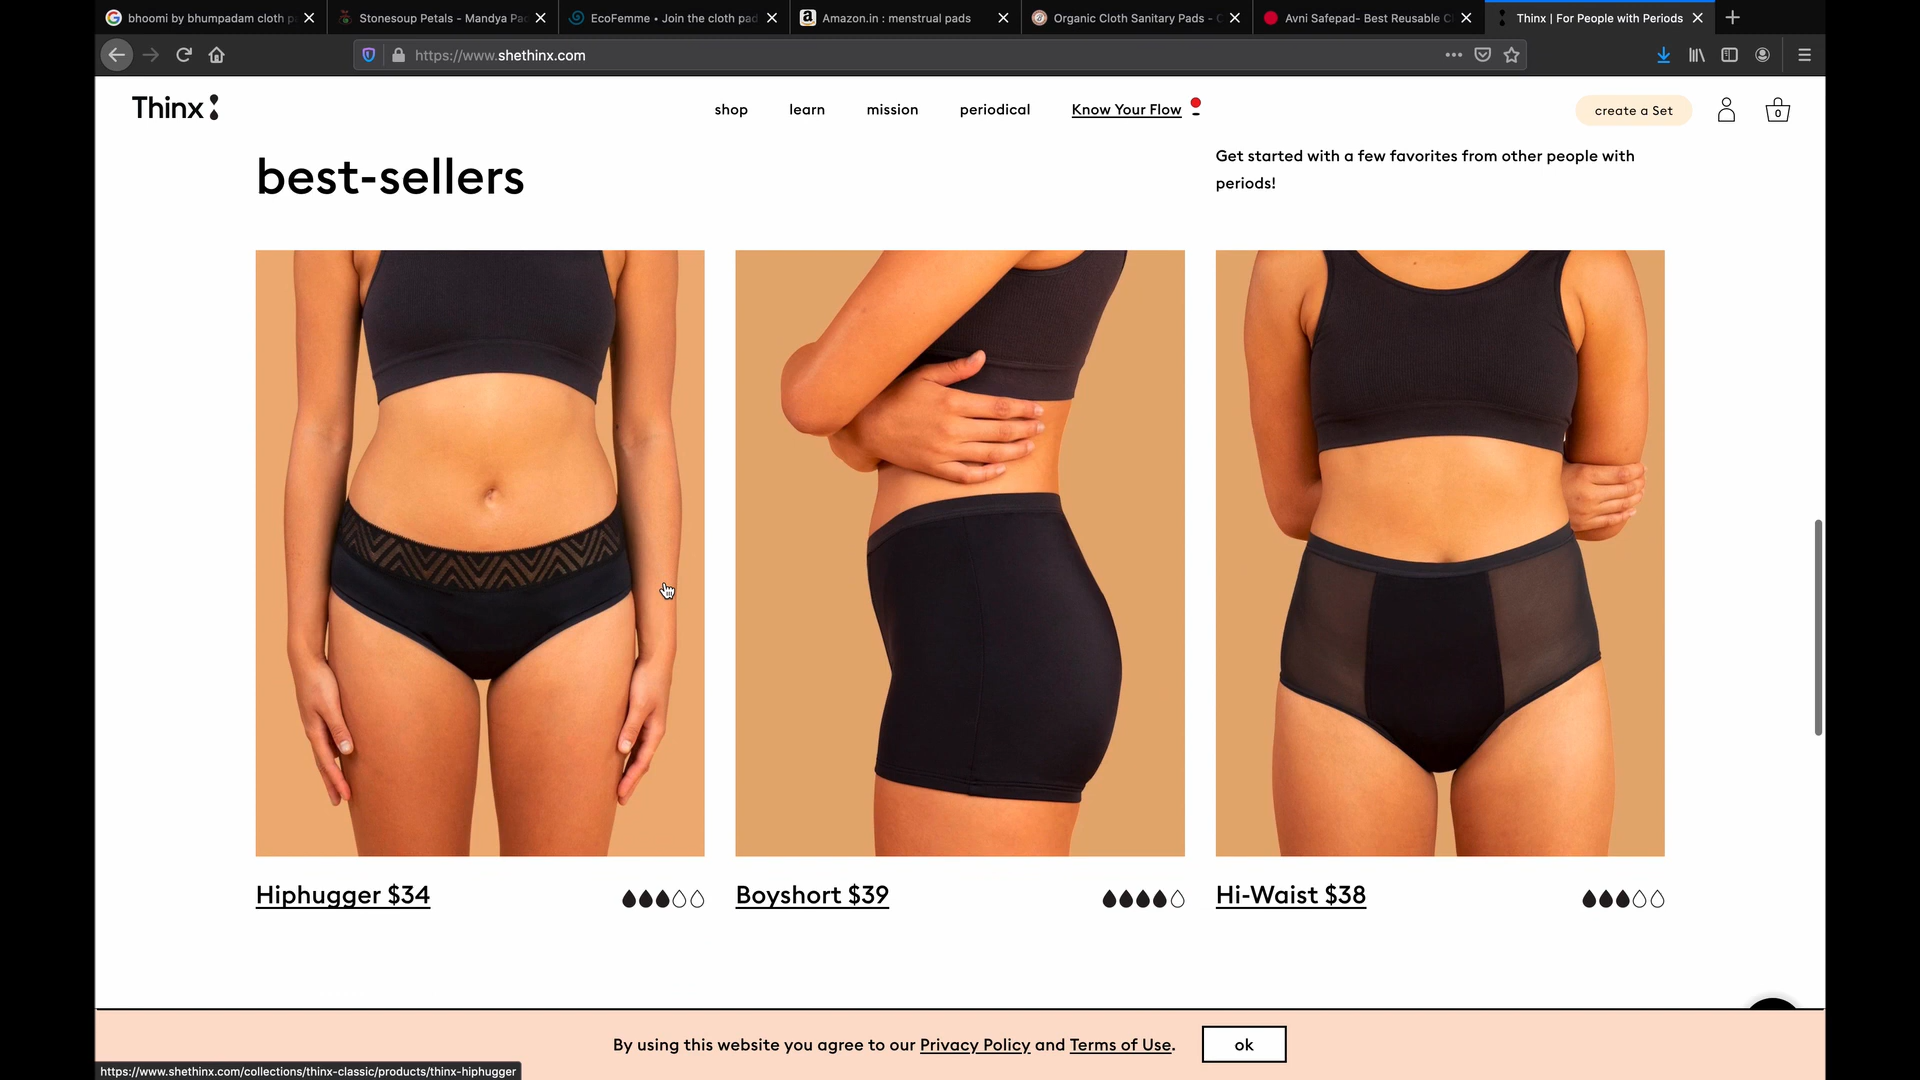 bhoomi by bhumpadam cloth p
Stonesoup Petals - Mandya Pa
EcoFemme • Join the cloth pad
Amazon.in : menstrual pads
Organic Cloth Sanitary Pads -
Avni Safepad- Best Reusable C
Thinx | For People with Periods
https://www.shethinx.com
Thinx
shop
learn
mission
periodical
Know Your Flow
create a Set
0
best-sellers
Get started with a few favorites from other people with
periods!
Hiphugger $34
Boyshort $39
Hi-Waist $38
By using this website you agree to our Privacy Policy and Terms of Use.
ok
https://www.shethinx.com/collections/thinx-classic/products/thinx-hiphugger